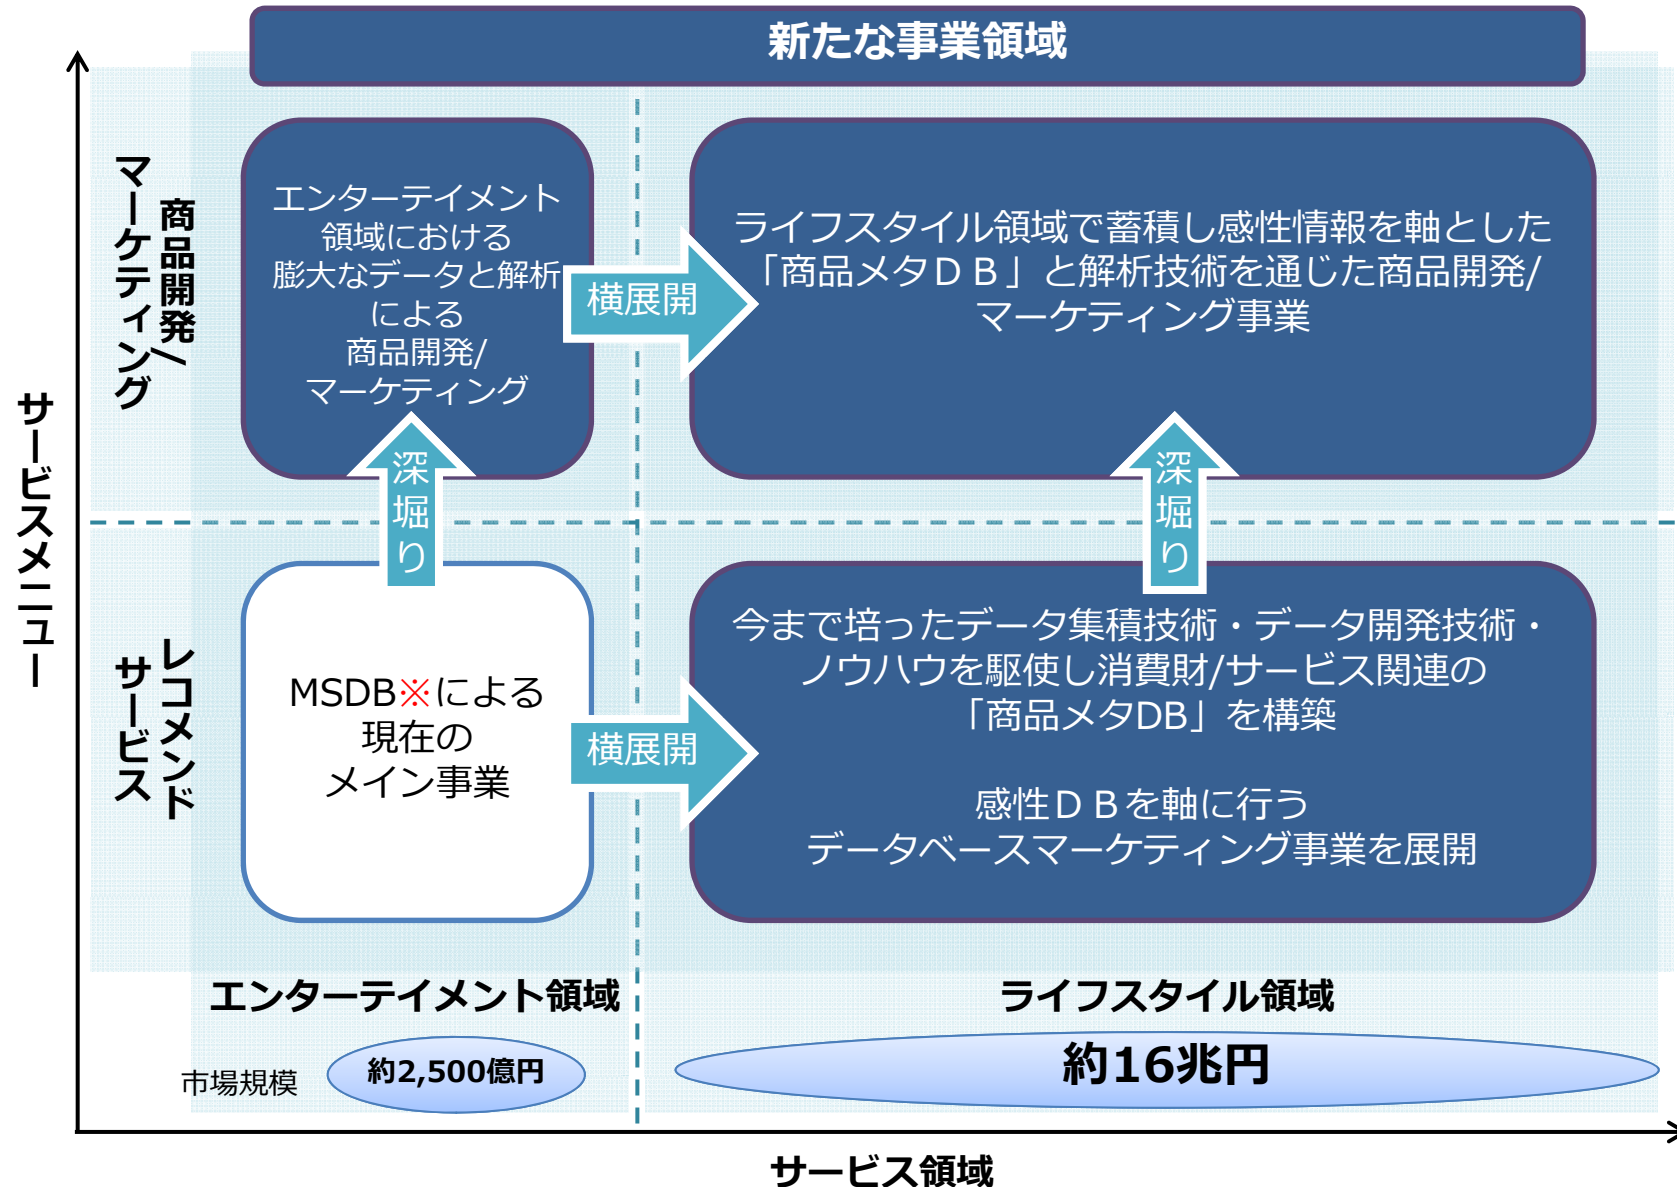 新たな事業領域
サービスメニュー
商品開発/
マーケティング
エンターテイメント
領域における
膨大なデータと解析
による
商品開発/
マーケティング
横展開
ライフスタイル領域で蓄積し感性情報を軸とした
「商品メタＤＢ」と解析技術を通じた商品開発/
マーケティング事業
深堀り
深堀り
レコメンド
サービス
MSDB※による
現在の
メイン事業
横展開
今まで培ったデータ集積技術・データ開発技術・
ノウハウを駆使し消費財/サービス関連の
「商品メタDB」を構築
感性ＤＢを軸に行う
データベースマーケティング事業を展開
エンターテイメント領域
ライフスタイル領域
市場規模
約2,500億円
約16兆円
サービス領域